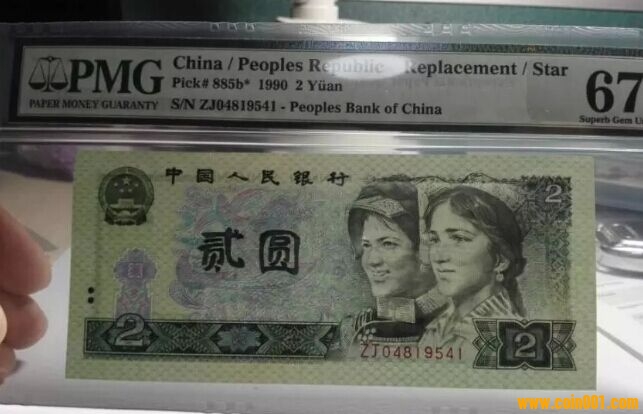 China / Peoples Republic - Replacement / Star
PMG
Pick# 885b* 1990 2 Yüan
67
PAPER MONEY GUARANTY
S/N ZJ04819541 - Peoples Bank of China
Superb Gem
中国人民银行
2
贰圆
2
ZJ04819541
2
www.coin001.com